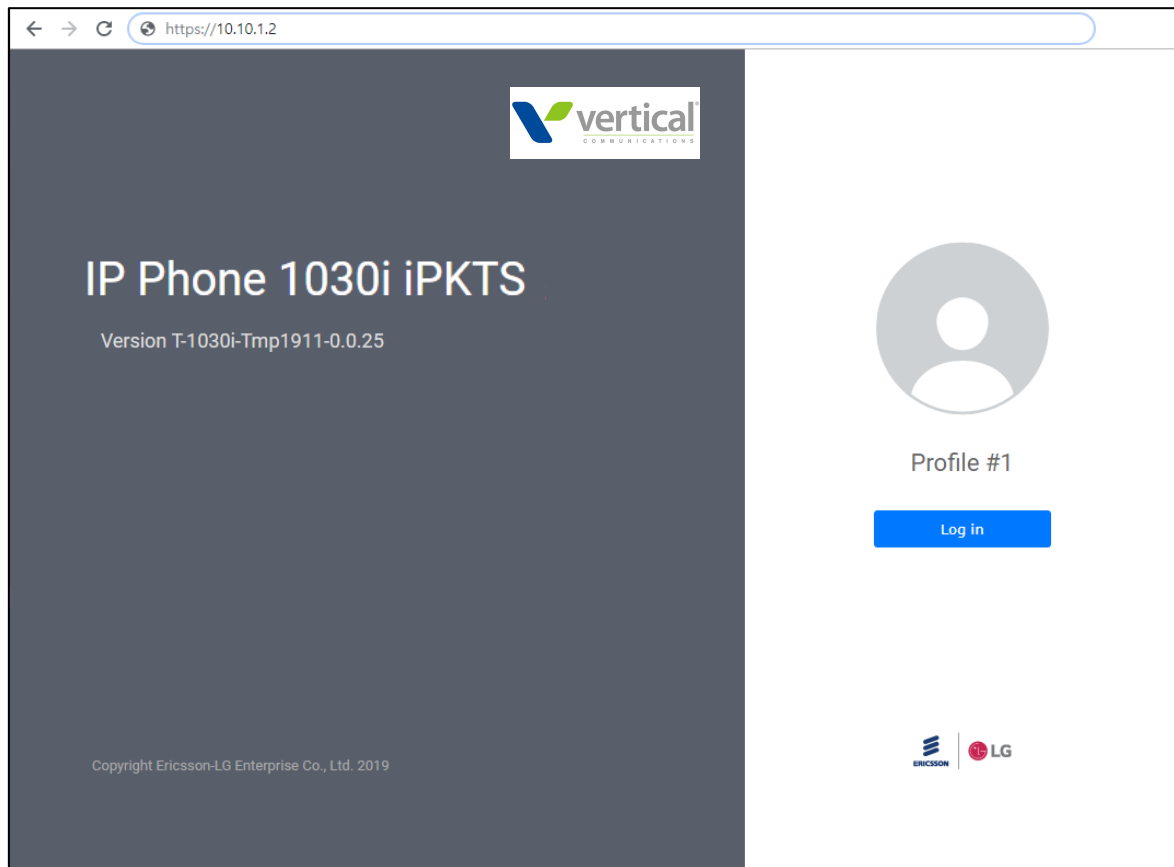 https://10.10.1.2
vertical®
COMMUNICATIONS
IP Phone 1030i iPKTS
Version T-1030i-Tmp1911-0.0.25
Profile #1
Log in
Copyright Ericsson-LG Enterprise Co., Ltd. 2019
ERICSSON
LG